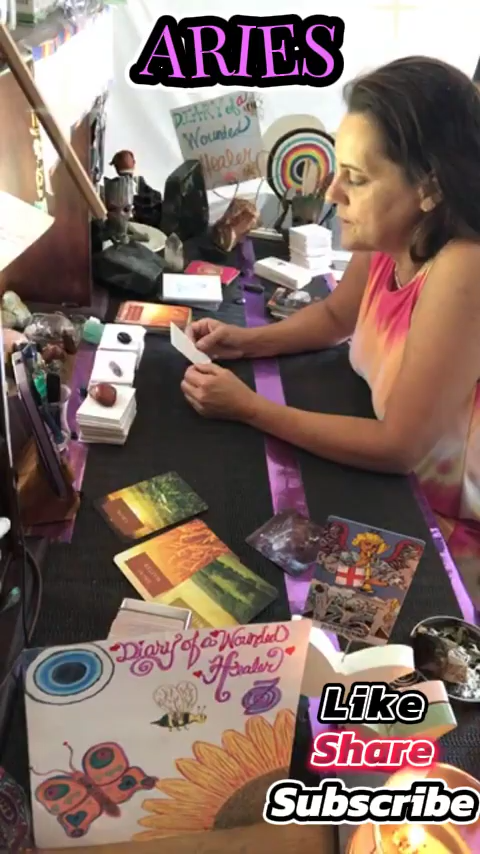 ARIES
DIARY of a
Wounded
Healer
Diary of a Wounded
Healer
Like
Share
Subscribe